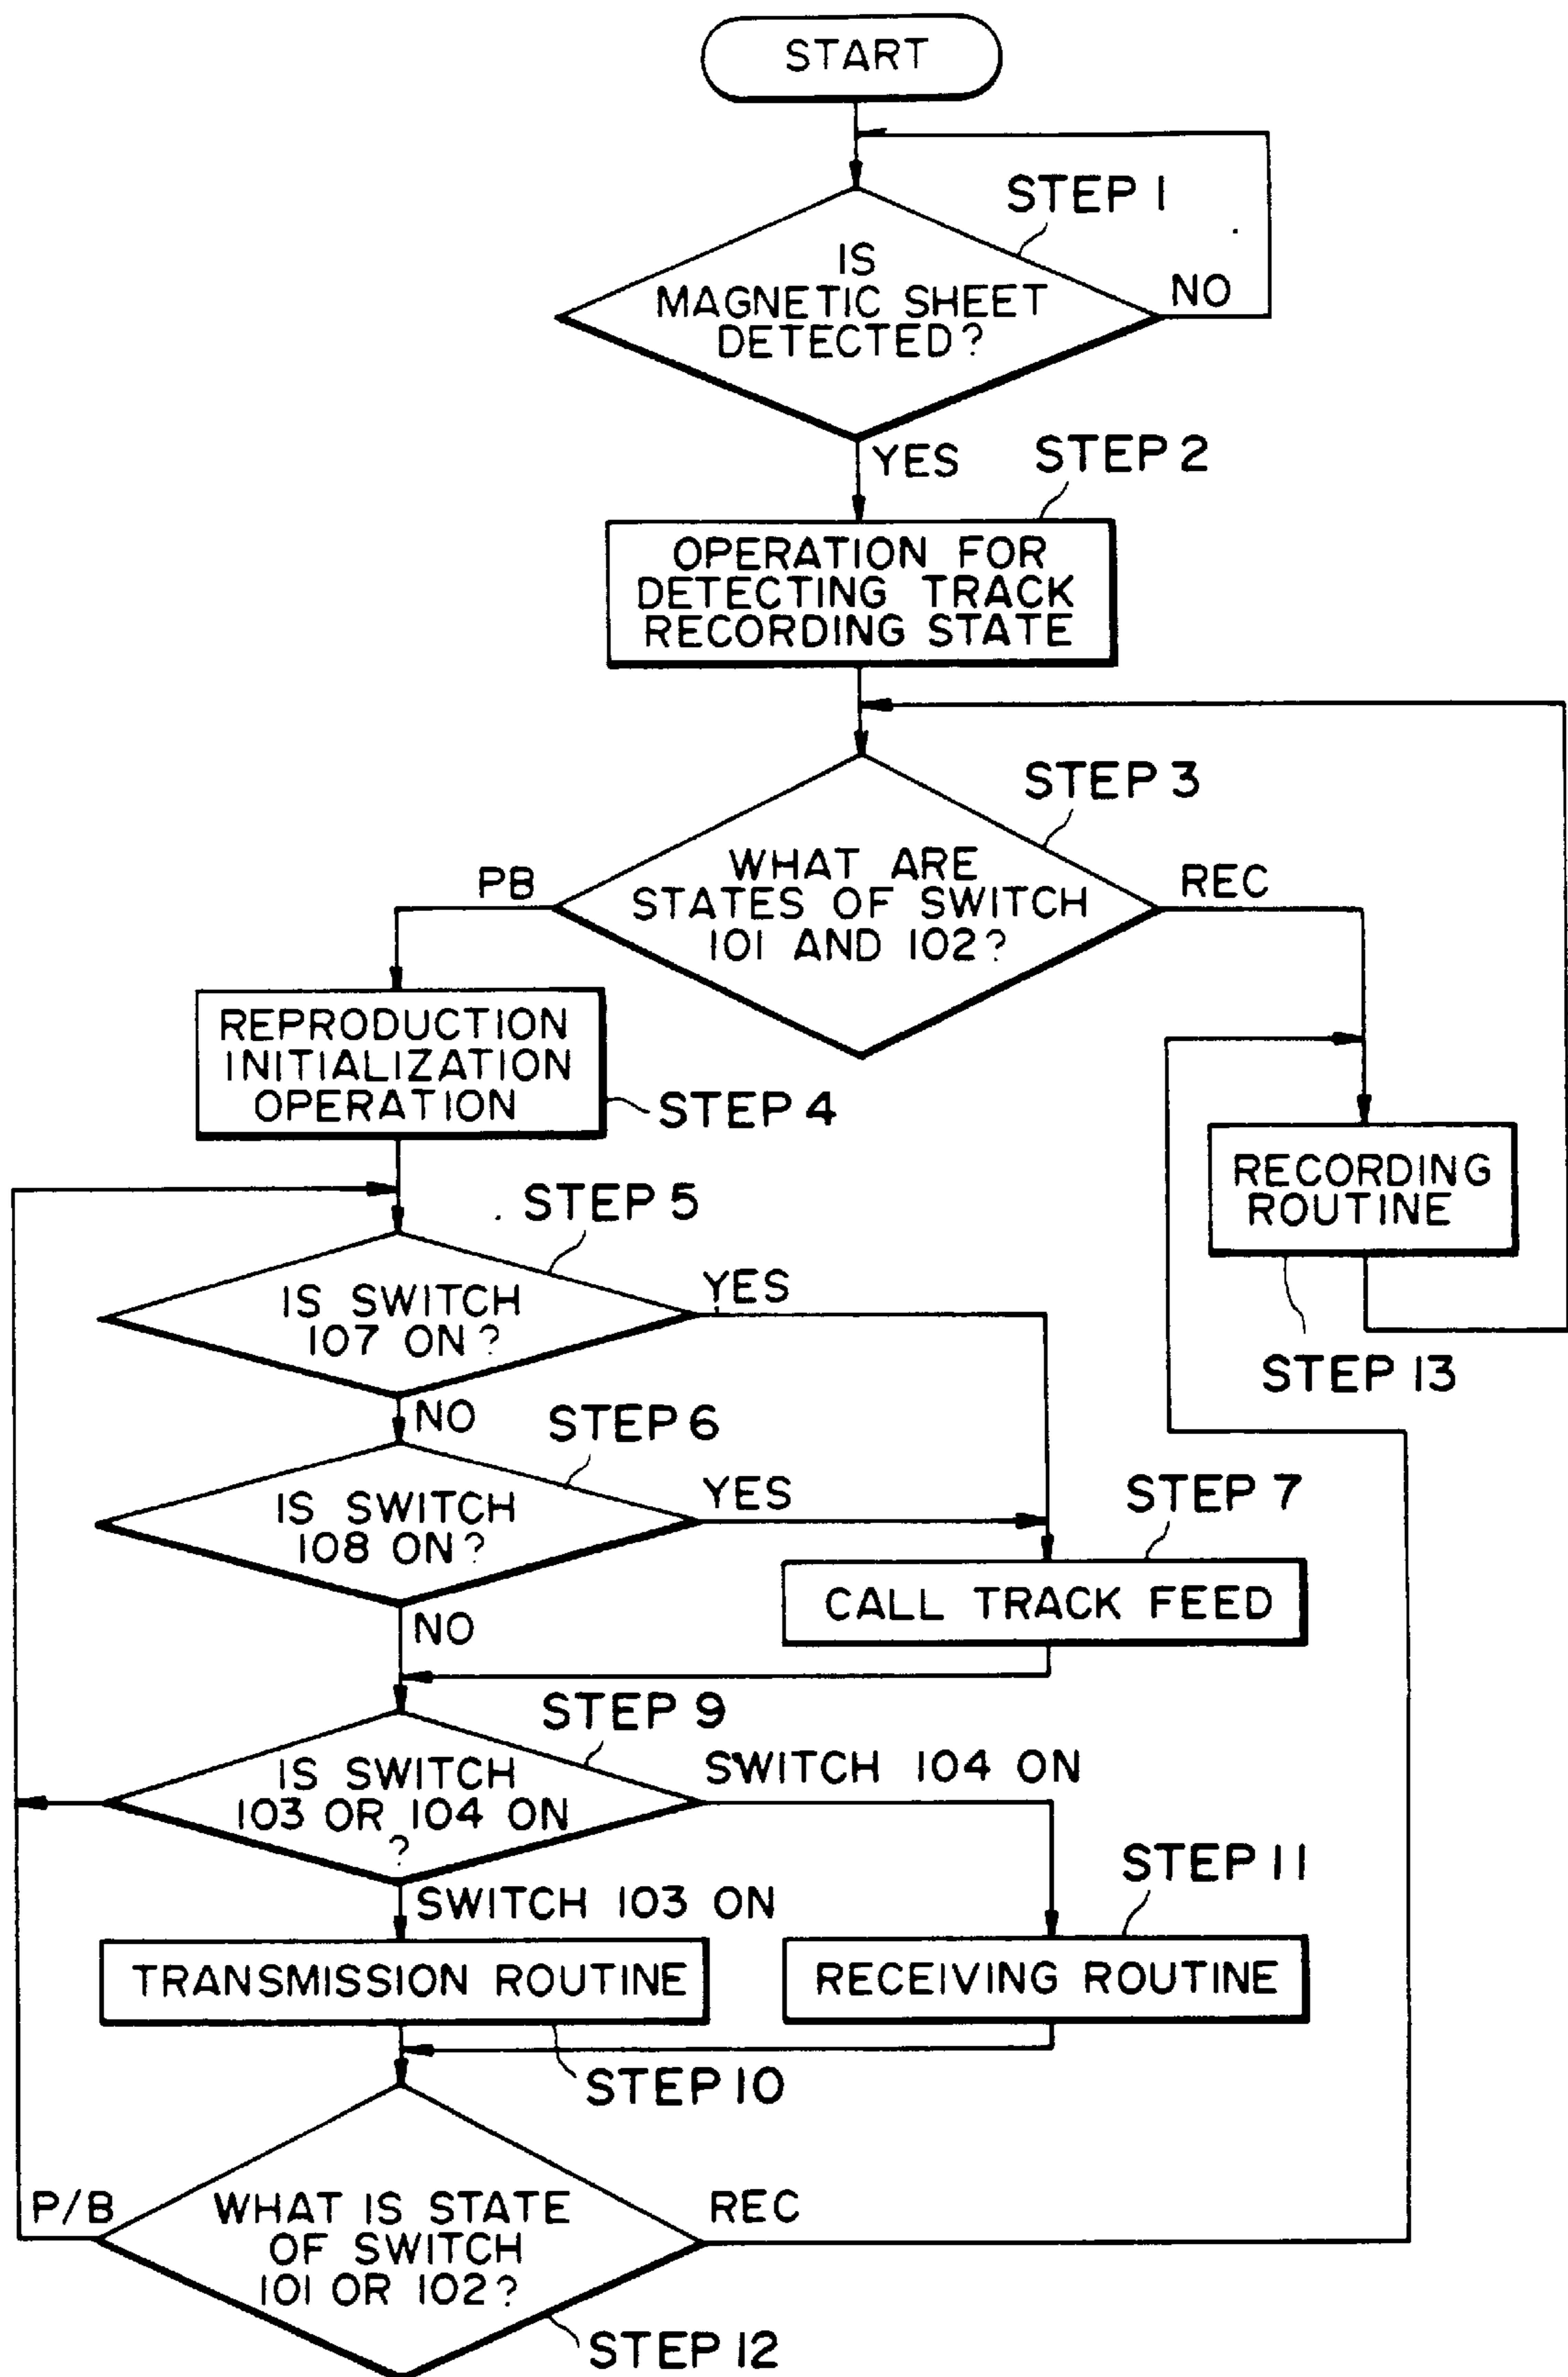 START
STEP 1
IS
MAGNETIC SHEET
DETECTED?
NO
YES
STEP 2
OPERATION FOR
DETECTING TRACK
RECORDING STATE
STEP 3
WHAT ARE
STATES OF SWITCH
101 AND 102?
PB
REC
REPRODUCTION
INITIALIZATION
OPERATION
STEP 4
RECORDING
ROUTINE
STEP 13
STEP 5
IS SWITCH
107 ON?
YES
NO
STEP 6
IS SWITCH
108 ON?
YES
NO
STEP 7
CALL TRACK FEED
STEP 9
IS SWITCH
103 OR 104 ON
?
SWITCH 104 ON
SWITCH 103 ON
STEP 11
TRANSMISSION ROUTINE
RECEIVING ROUTINE
STEP 10
P/B
WHAT IS STATE
OF SWITCH
101 OR 102?
REC
STEP 12